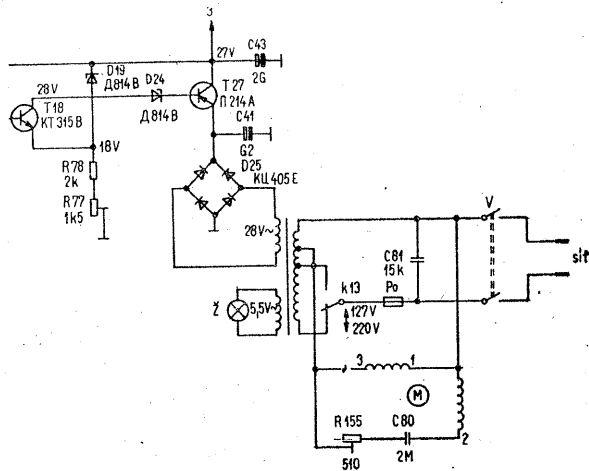 3
27V
C43
2G
D19
Д814В
D24
Д814В
28V
T18
КТ315В
T27
П214А
C41
G2
18V
D25
КЦ405Е
R78
2k
R77
1k5
28V~
V
C81
15k
síť
k13
Po
127V
220V
ž
5,5V~
3
1
M
R155
C80
2
510
2M